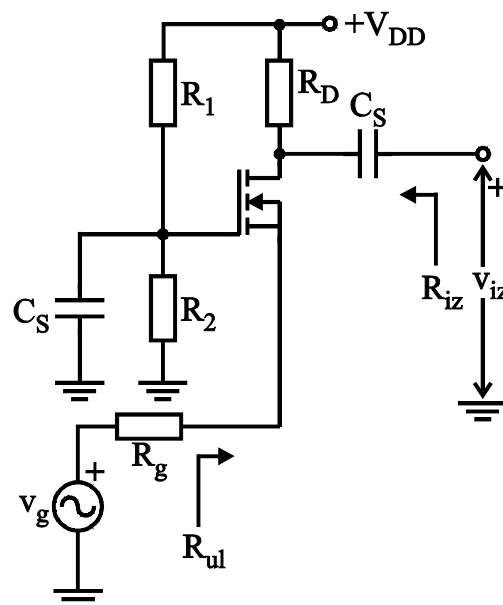 +V_DD
R_1
R_D
C_S
+
R_iz
v_iz
C_S
R_2
R_g
+
v_g
R_ul